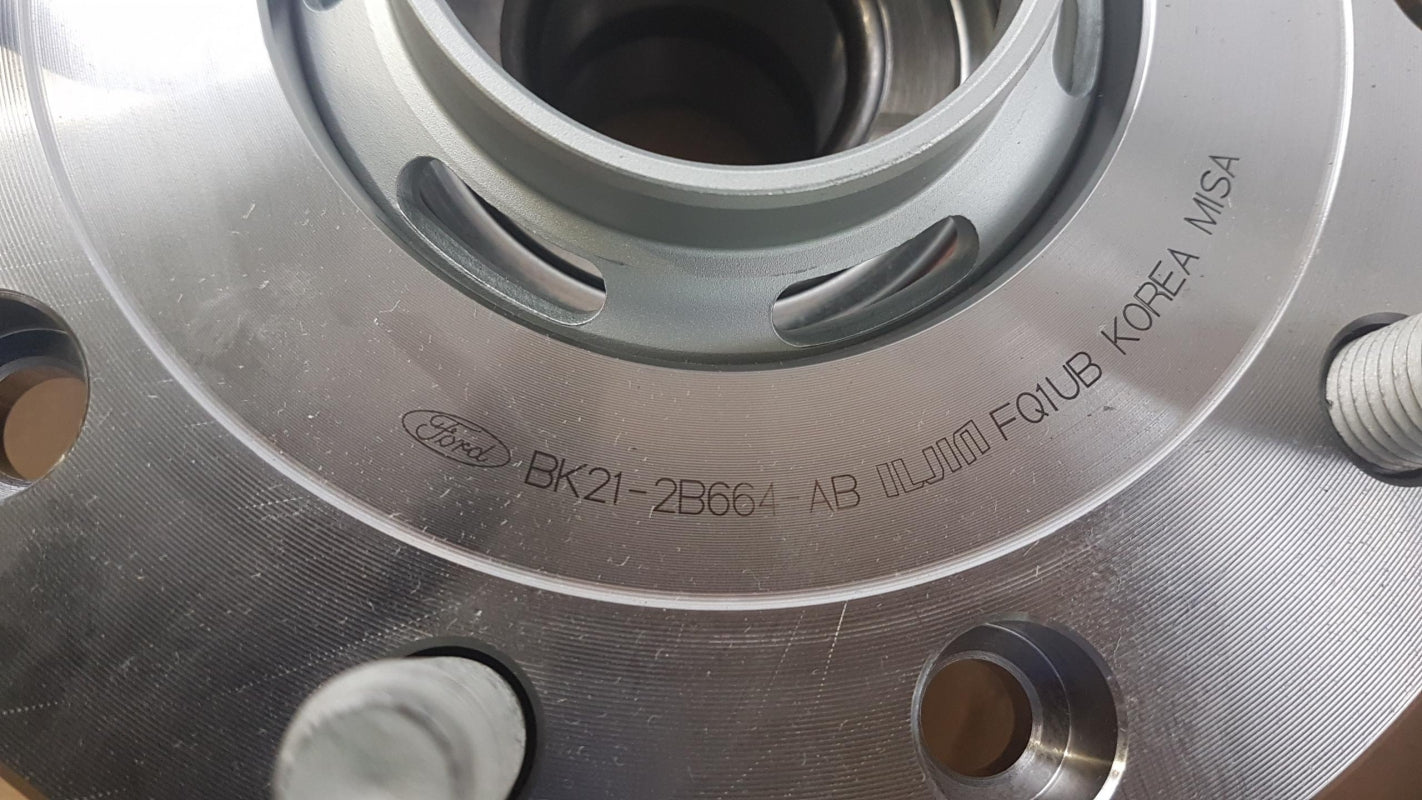 Ford BK21-2B664-AB ILJIN FQ1UB KOREA MISA